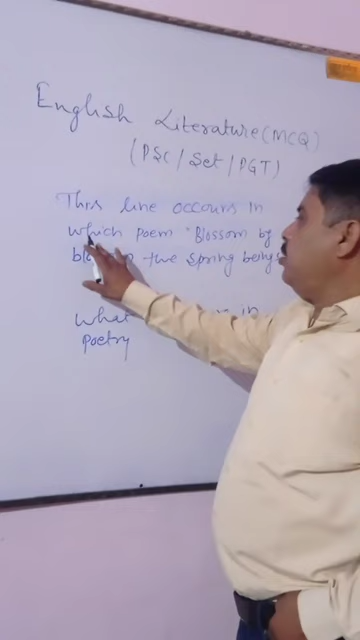 English Literature (MCQ)
(PSC / Set / PGT)
This line occurs in
which poem "Blossom by
the Spring begins
what in
poetry